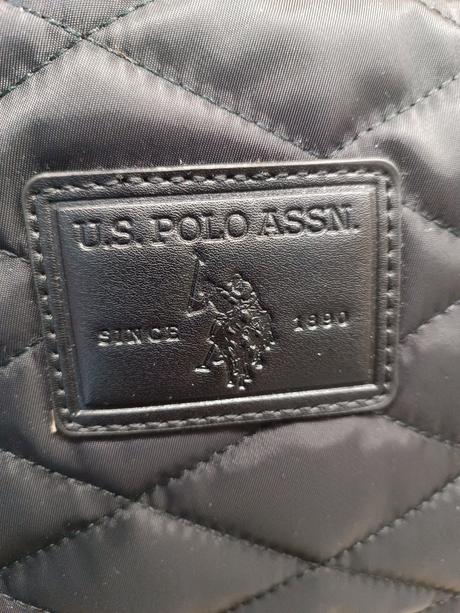 U.S. POLO ASSN.
SINCE 1890